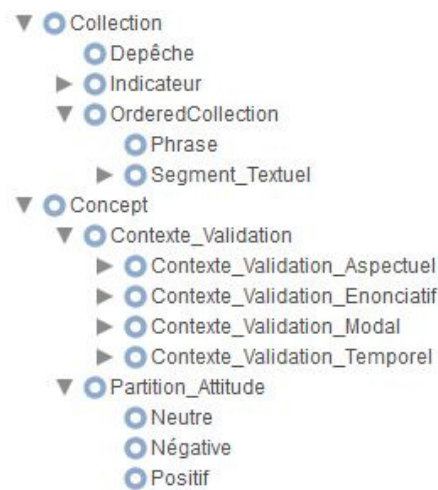 Collection
Depêche
Indicateur
OrderedCollection
Phrase
Segment_Textuel
Concept
Contexte_Validation
Contexte_Validation_Aspectuel
Contexte_Validation_Enonciatif
Contexte_Validation_Modal
Contexte_Validation_Temporel
Partition_Attitude
Neutre
Négative
Positif